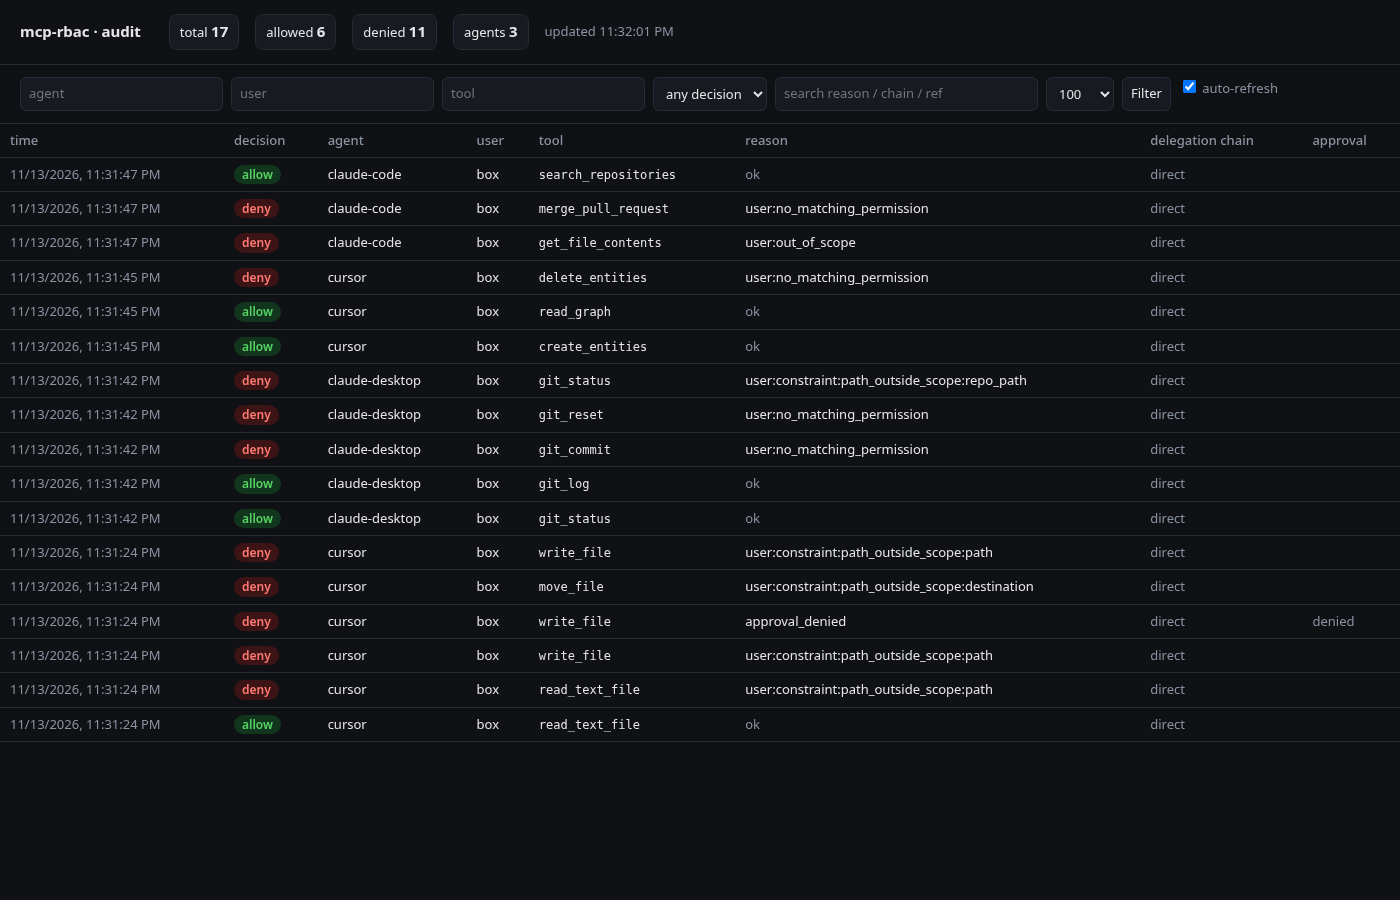 mcp-rbac · audit total 17 allowed 6 denied 11 agents 3 updated 11:32:01 PM
agent user tool any decision search reason / chain / ref 100 Filter auto-refresh
time decision agent user tool reason delegation chain approval
11/13/2026, 11:31:47 PM allow claude-code box search_repositories ok direct
11/13/2026, 11:31:47 PM deny claude-code box merge_pull_request user:no_matching_permission direct
11/13/2026, 11:31:47 PM deny claude-code box get_file_contents user:out_of_scope direct
11/13/2026, 11:31:45 PM deny cursor box delete_entities user:no_matching_permission direct
11/13/2026, 11:31:45 PM allow cursor box read_graph ok direct
11/13/2026, 11:31:45 PM allow cursor box create_entities ok direct
11/13/2026, 11:31:42 PM deny claude-desktop box git_status user:constraint:path_outside_scope:repo_path direct
11/13/2026, 11:31:42 PM deny claude-desktop box git_reset user:no_matching_permission direct
11/13/2026, 11:31:42 PM deny claude-desktop box git_commit user:no_matching_permission direct
11/13/2026, 11:31:42 PM allow claude-desktop box git_log ok direct
11/13/2026, 11:31:42 PM allow claude-desktop box git_status ok direct
11/13/2026, 11:31:24 PM deny cursor box write_file user:constraint:path_outside_scope:path direct
11/13/2026, 11:31:24 PM deny cursor box move_file user:constraint:path_outside_scope:destination direct
11/13/2026, 11:31:24 PM deny cursor box write_file approval_denied direct denied
11/13/2026, 11:31:24 PM deny cursor box write_file user:constraint:path_outside_scope:path direct
11/13/2026, 11:31:24 PM deny cursor box read_text_file user:constraint:path_outside_scope:path direct
11/13/2026, 11:31:24 PM allow cursor box read_text_file ok direct